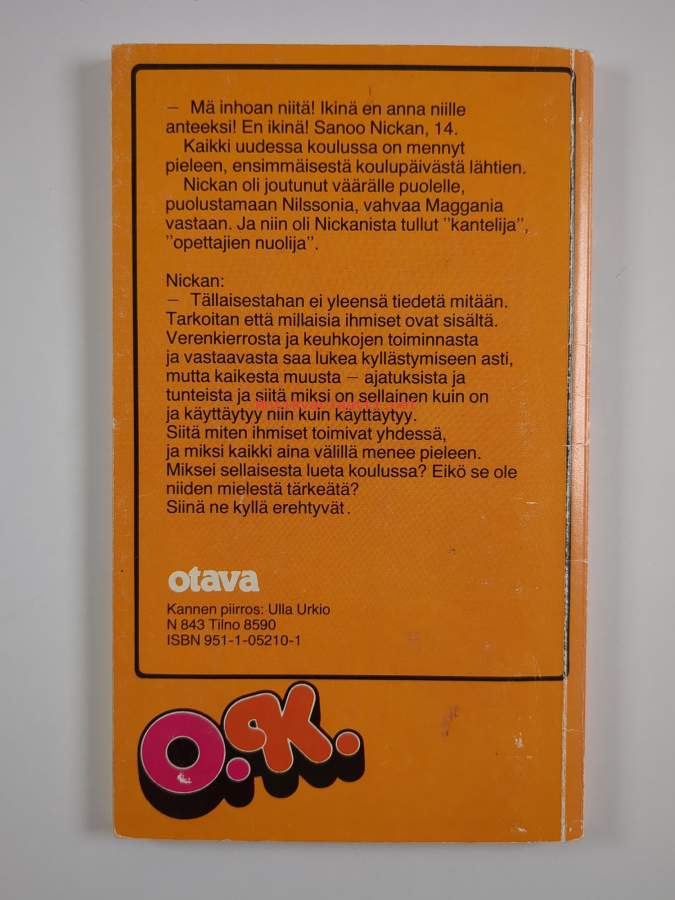 – Mä inhoan niitä! Ikinä en anna niille
anteeksi! En ikinä! Sanoo Nickan, 14.
Kaikki uudessa koulussa on mennyt
pieleen, ensimmäisestä koulupäivästä lähtien.
Nickan oli joutunut väärälle puolelle,
puolustamaan Nilssonia, vahvaa Maggania
vastaan. Ja niin oli Nickanista tullut "kantelija",
"opettajien nuolija".
Nickan:
– Tällaisestahan ei yleensä tiedetä mitään.
Tarkoitan että millaisia ihmiset ovat sisältä.
Verenkierrosta ja keuhkojen toiminnasta
ja vastaavasta saa lukea kyllästymiseen asti,
mutta kaikesta muusta – ajatuksista ja
tunteista ja siitä miksi on sellainen kuin on
ja käyttäytyy niin kuin käyttäytyy.
Siitä miten ihmiset toimivat yhdessä,
ja miksi kaikki aina välillä menee pieleen.
Miksei sellaisesta lueta koulussa? Eikö se ole
niiden mielestä tärkeätä?
Siinä ne kyllä erehtyvät.
otava
Kannen piirros: Ulla Urkio
N 843 Tilno 8590
ISBN 951-1-05210-1
O.K.